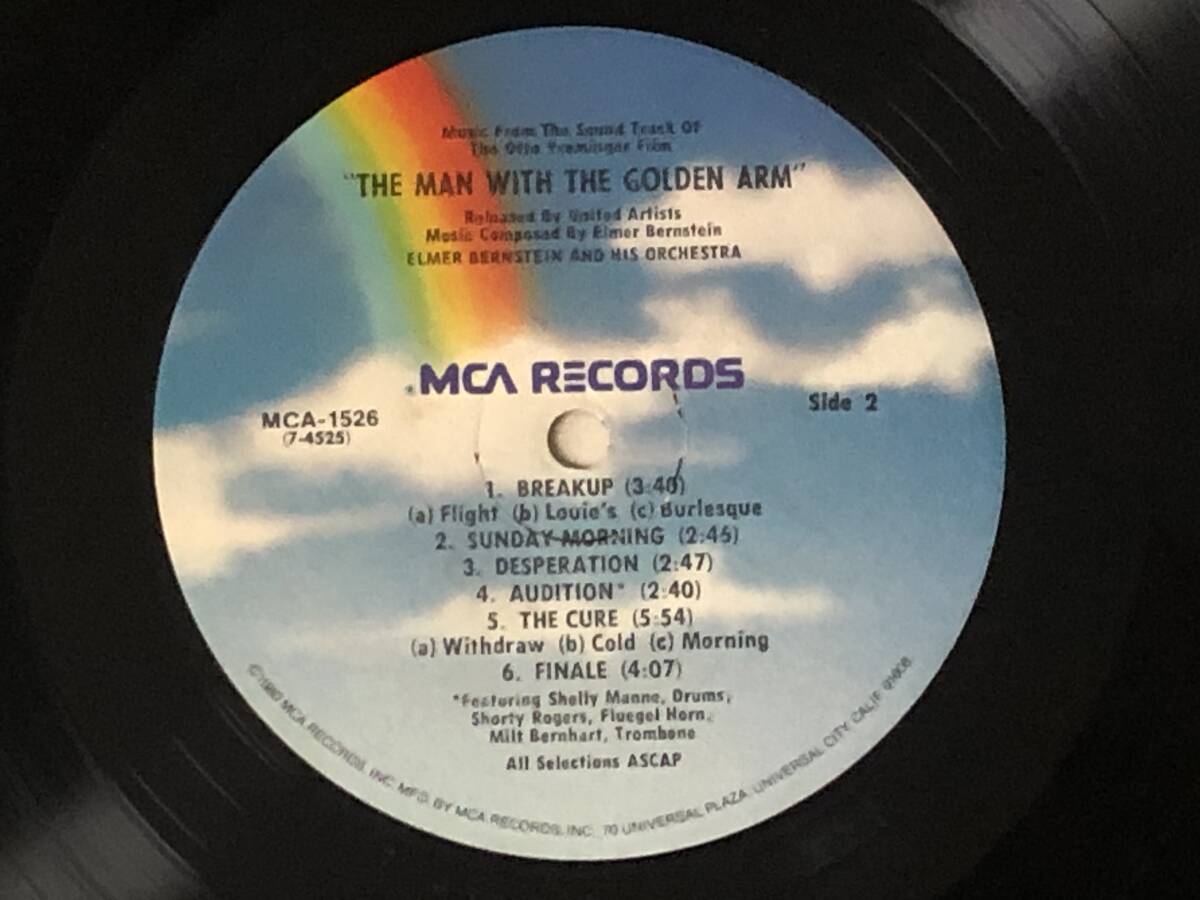 Music From The Sound Track Of
The Otto Preminger Film
"THE MAN WITH THE GOLDEN ARM"
Released By United Artists
Music Composed By Elmer Bernstein
ELMER BERNSTEIN AND HIS ORCHESTRA
MCA RECORDS
MCA-1526
(7-4525)
Side 2
1. BREAKUP (3:40)
(a) Flight (b) Louie's (c) Burlesque
2. SUNDAY MORNING
3. DESPERATION (2:47)
4. AUDITION* (2:40)
5. THE CURE (5:54)
(a) Withdraw (b) Cold (c) Morning
6. FINALE (4:07)
*Featuring Shelly Manne, Drums,
Shorty Rogers, Fluegel Horn,
Milt Bernhart, Trombone
All Selections ASCAP
©1980 MCA RECORDS, INC. MFD. BY MCA RECORDS, INC. 70 UNIVERSAL PLAZA, UNIVERSAL CITY, CALIF. 91608